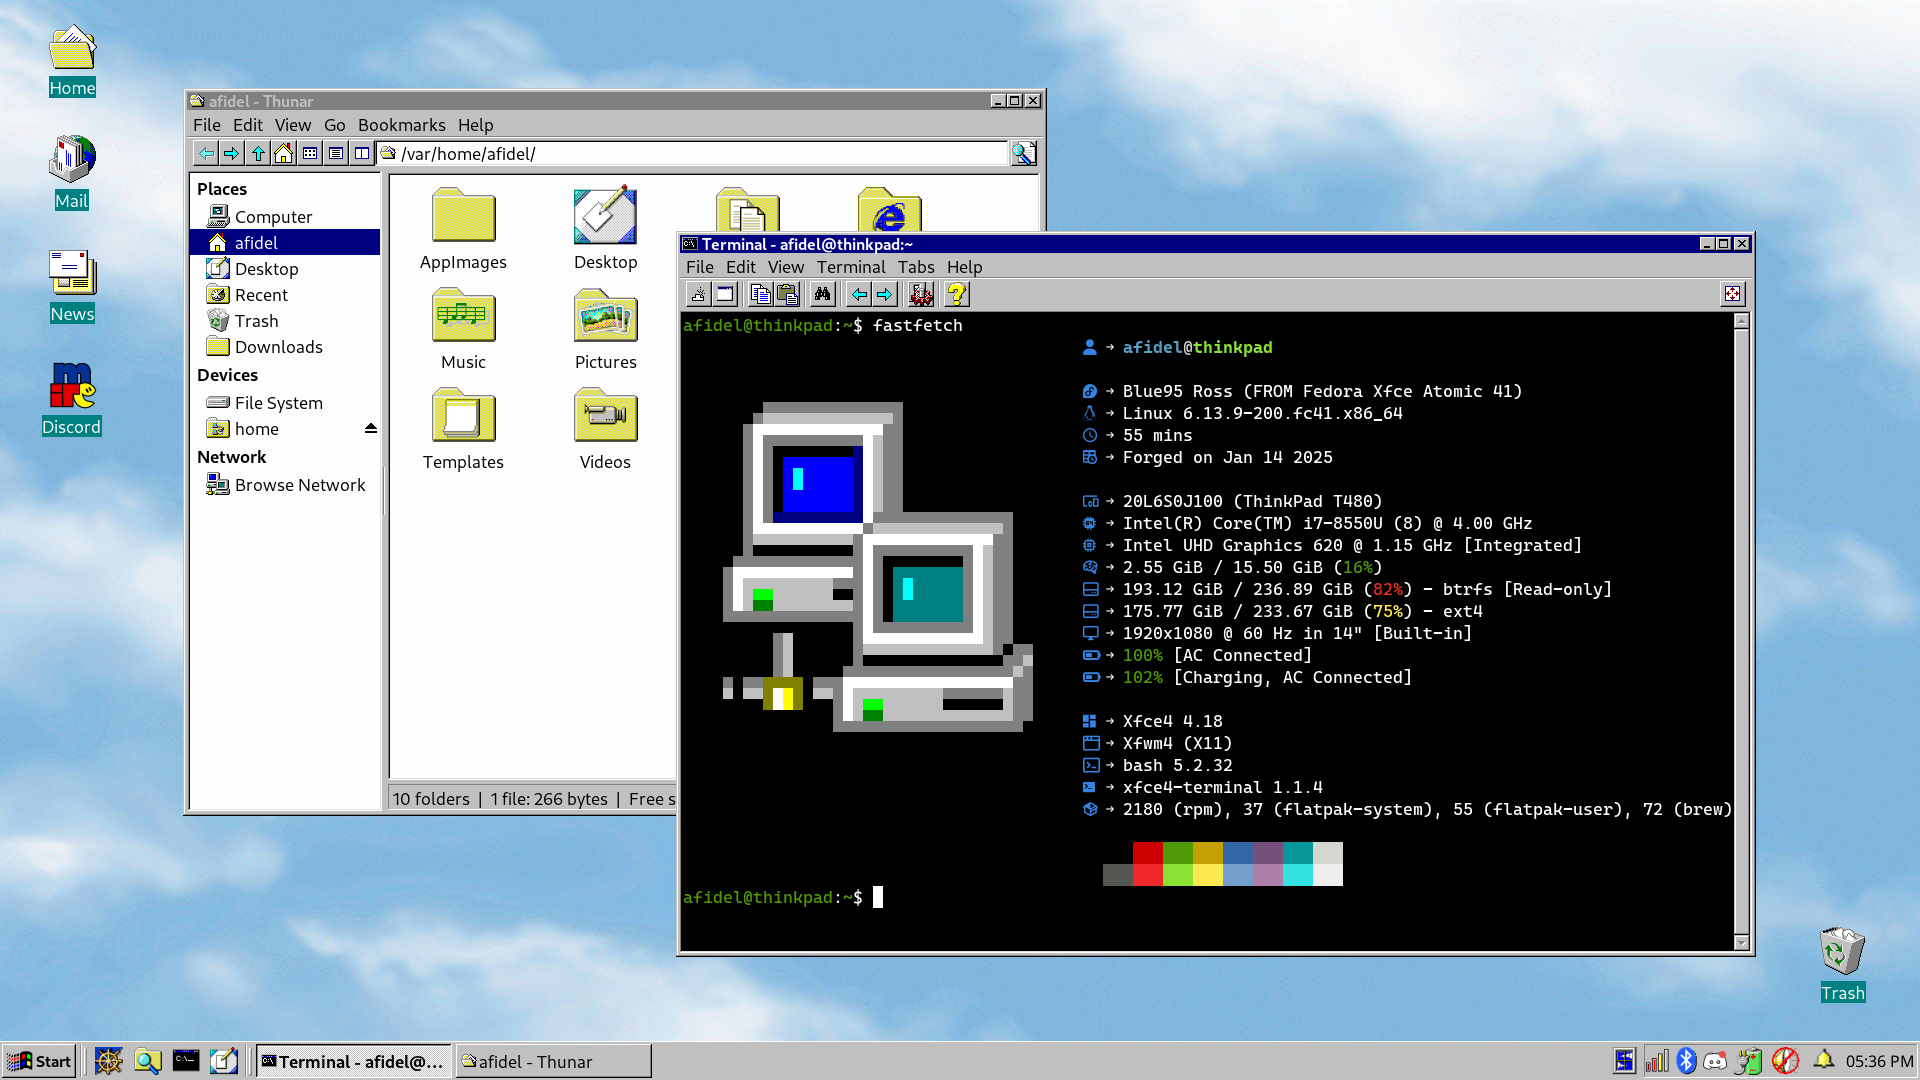 Home
Mail
News
Discord
afidel - Thunar
File Edit View Go Bookmarks Help
/var/home/afidel/
Places
Computer
afidel
Desktop
Recent
Trash
Downloads
Devices
File System
home
Network
Browse Network
AppImages
Desktop
Music
Pictures
Templates
Videos
10 folders | 1 file: 266 bytes | Free s
Terminal - afidel@thinkpad:~
File Edit View Terminal Tabs Help
afidel@thinkpad:~$ fastfetch
→ afidel@thinkpad
→ Blue95 Ross (FROM Fedora Xfce Atomic 41)
→ Linux 6.13.9-200.fc41.x86_64
→ 55 mins
→ Forged on Jan 14 2025
→ 20L6S0J100 (ThinkPad T480)
→ Intel(R) Core(TM) i7-8550U (8) @ 4.00 GHz
→ Intel UHD Graphics 620 @ 1.15 GHz [Integrated]
→ 2.55 GiB / 15.50 GiB (16%)
→ 193.12 GiB / 236.89 GiB (82%) - btrfs [Read-only]
→ 175.77 GiB / 233.67 GiB (75%) - ext4
→ 1920x1080 @ 60 Hz in 14" [Built-in]
→ 100% [AC Connected]
→ 102% [Charging, AC Connected]
→ Xfce4 4.18
→ Xfwm4 (X11)
→ bash 5.2.32
→ xfce4-terminal 1.1.4
→ 2180 (rpm), 37 (flatpak-system), 55 (flatpak-user), 72 (brew)
afidel@thinkpad:~$
Trash
Start
Terminal - afidel@...
afidel - Thunar
05:36 PM